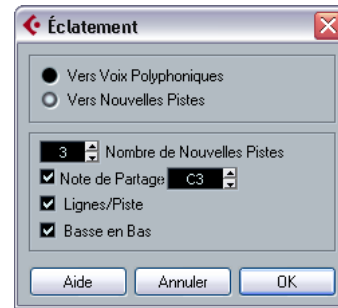 Éclatement
Vers Voix Polyphoniques
Vers Nouvelles Pistes
3 Nombre de Nouvelles Pistes
Note de Partage C3
Lignes/Piste
Basse en Bas
Aide Annuler OK